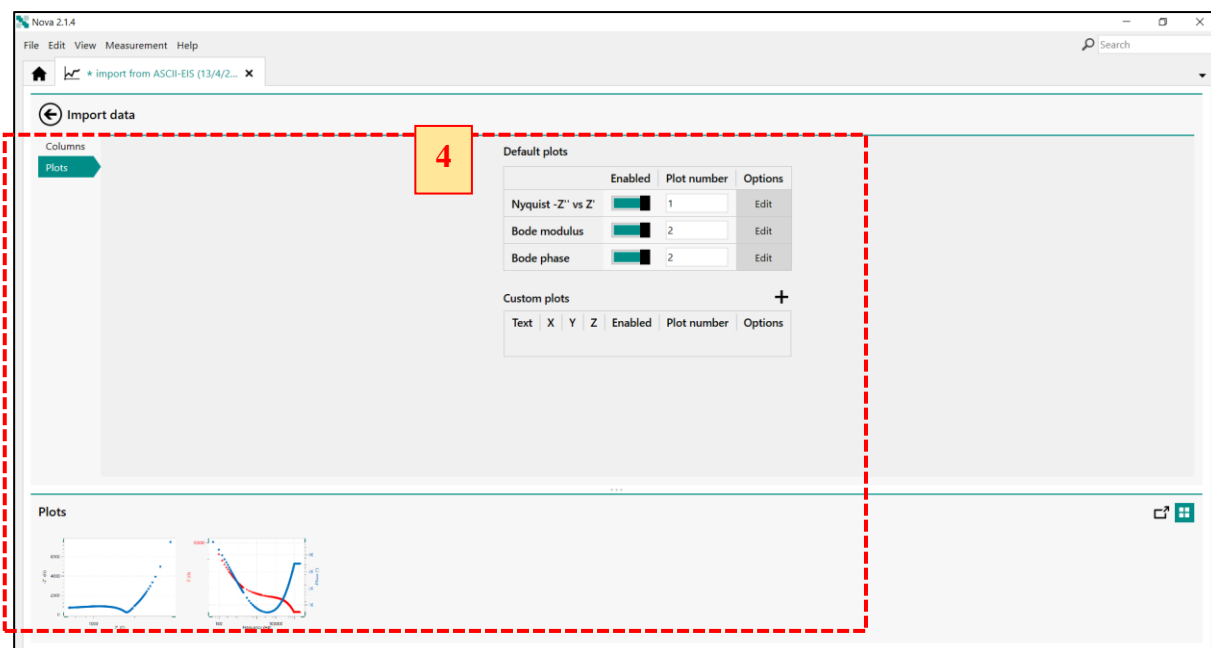 Nova 2.1.4
File Edit View Measurement Help
Search
* import from ASCII-EIS (13/4/2...
Import data
Columns
Plots
4
Default plots
Enabled Plot number Options
Nyquist -Z'' vs Z' 1 Edit
Bode modulus 2 Edit
Bode phase 2 Edit
Custom plots
Text X Y Z Enabled Plot number Options
Plots